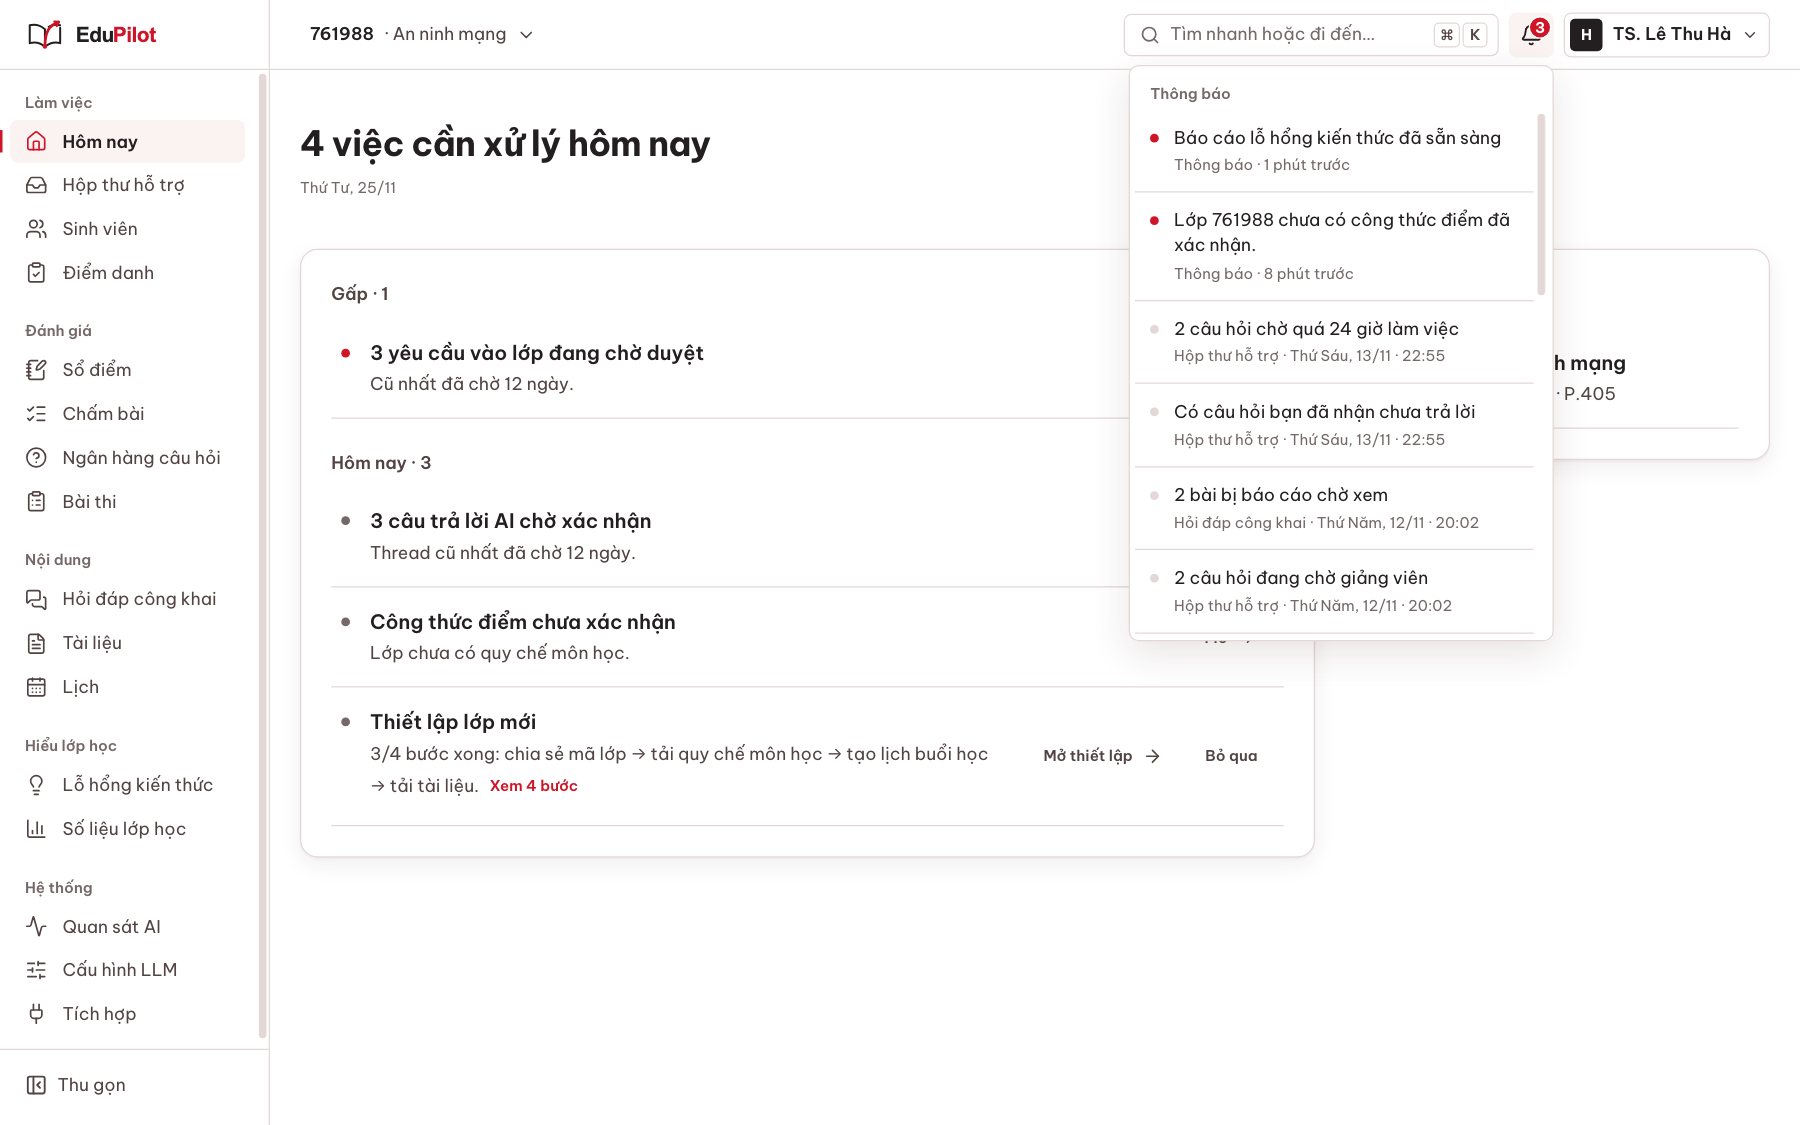 EduPilot
761988 · An ninh mạng
Tìm nhanh hoặc đi đến...
⌘ K
3
H
TS. Lê Thu Hà
Làm việc
Hôm nay
Hộp thư hỗ trợ
Sinh viên
Điểm danh
Đánh giá
Sổ điểm
Chấm bài
Ngân hàng câu hỏi
Bài thi
Nội dung
Hỏi đáp công khai
Tài liệu
Lịch
Hiểu lớp học
Lỗ hổng kiến thức
Số liệu lớp học
Hệ thống
Quan sát AI
Cấu hình LLM
Tích hợp
Thu gọn
4 việc cần xử lý hôm nay
Thứ Tư, 25/11
Gấp · 1
3 yêu cầu vào lớp đang chờ duyệt
Cũ nhất đã chờ 12 ngày.
Hôm nay · 3
3 câu trả lời AI chờ xác nhận
Thread cũ nhất đã chờ 12 ngày.
Công thức điểm chưa xác nhận
Lớp chưa có quy chế môn học.
Thiết lập lớp mới
3/4 bước xong: chia sẻ mã lớp → tải quy chế môn học → tạo lịch buổi học
→ tải tài liệu. Xem 4 bước
Mở thiết lập →
Bỏ qua
Thông báo
Báo cáo lỗ hổng kiến thức đã sẵn sàng
Thông báo · 1 phút trước
Lớp 761988 chưa có công thức điểm đã
xác nhận.
Thông báo · 8 phút trước
2 câu hỏi chờ quá 24 giờ làm việc
Hộp thư hỗ trợ · Thứ Sáu, 13/11 · 22:55
Có câu hỏi bạn đã nhận chưa trả lời
Hộp thư hỗ trợ · Thứ Sáu, 13/11 · 22:55
2 bài bị báo cáo chờ xem
Hỏi đáp công khai · Thứ Năm, 12/11 · 20:02
2 câu hỏi đang chờ giảng viên
Hộp thư hỗ trợ · Thứ Năm, 12/11 · 20:02
h mạng
· P.405